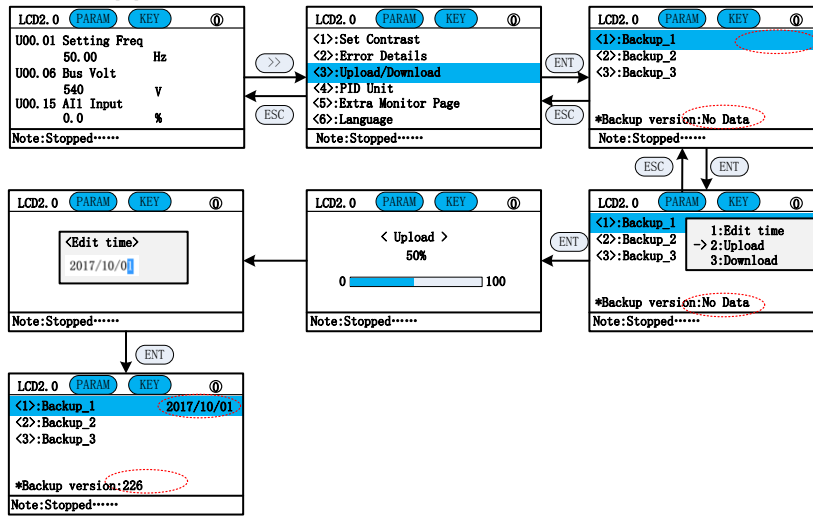 LCD2.0 PARAM KEY
U00.01 Setting Freq
50.00 Hz
U00.06 Bus Volt
540 V
U00.15 AI1 Input
0.0 %
Note:Stopped······
>>
ESC
LCD2.0 PARAM KEY
<1>:Set Contrast
<2>:Error Details
<3>:Upload/Download
<4>:PID Unit
<5>:Extra Monitor Page
<6>:Language
Note:Stopped······
ENT
ESC
LCD2.0 PARAM KEY
<1>:Backup_1
<2>:Backup_2
<3>:Backup_3
*Backup version:No Data
Note:Stopped······
ESC
ENT
LCD2.0 PARAM KEY
<1>:Backup_1
<2>:Backup_2
<3>:Backup_3
1:Edit time
->2:Upload
3:Download
*Backup version:No Data
Note:Stopped······
ENT
LCD2.0 PARAM KEY
< Upload >
50%
0 100
Note:Stopped······
LCD2.0 PARAM KEY
<Edit time>
2017/10/01
Note:Stopped······
ENT
LCD2.0 PARAM KEY
<1>:Backup_1 2017/10/01
<2>:Backup_2
<3>:Backup_3
*Backup version:226
Note:Stopped······